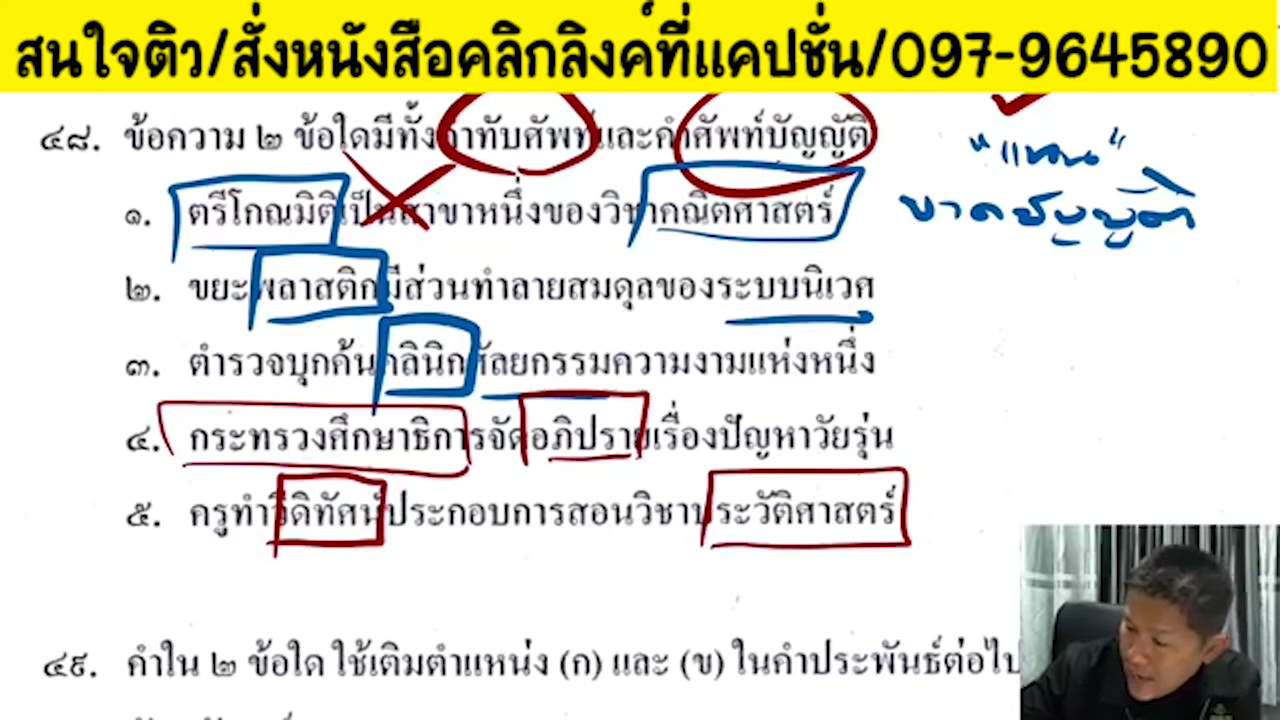 สนใจติว/สั่งหนังสือคลิกลิงค์ที่แคปชั่น/097-9645890
๔๘. ข้อความ ๒ ข้อใดมีทั้งคำทับศัพท์และคำศัพท์บัญญัติ
"แทน"
บาคบัญญัติ
๑. ตรีโกณมิติเป็นสาขาหนึ่งของวิชาคณิตศาสตร์
๒. ขยะพลาสติกมีส่วนทำลายสมดุลของระบบนิเวศ
๓. ตำรวจบุกค้นคลินิกศัลยกรรมความงามแห่งหนึ่ง
๔. กระทรวงศึกษาธิการจัดอภิปรายเรื่องปัญหาวัยรุ่น
๕. ครูทำวีดิทัศน์ประกอบการสอนวิชาประวัติศาสตร์
๔๙. คำใน ๒ ข้อใด ใช้เติมตำแหน่ง (ก) และ (ข) ในคำประพันธ์ต่อไป